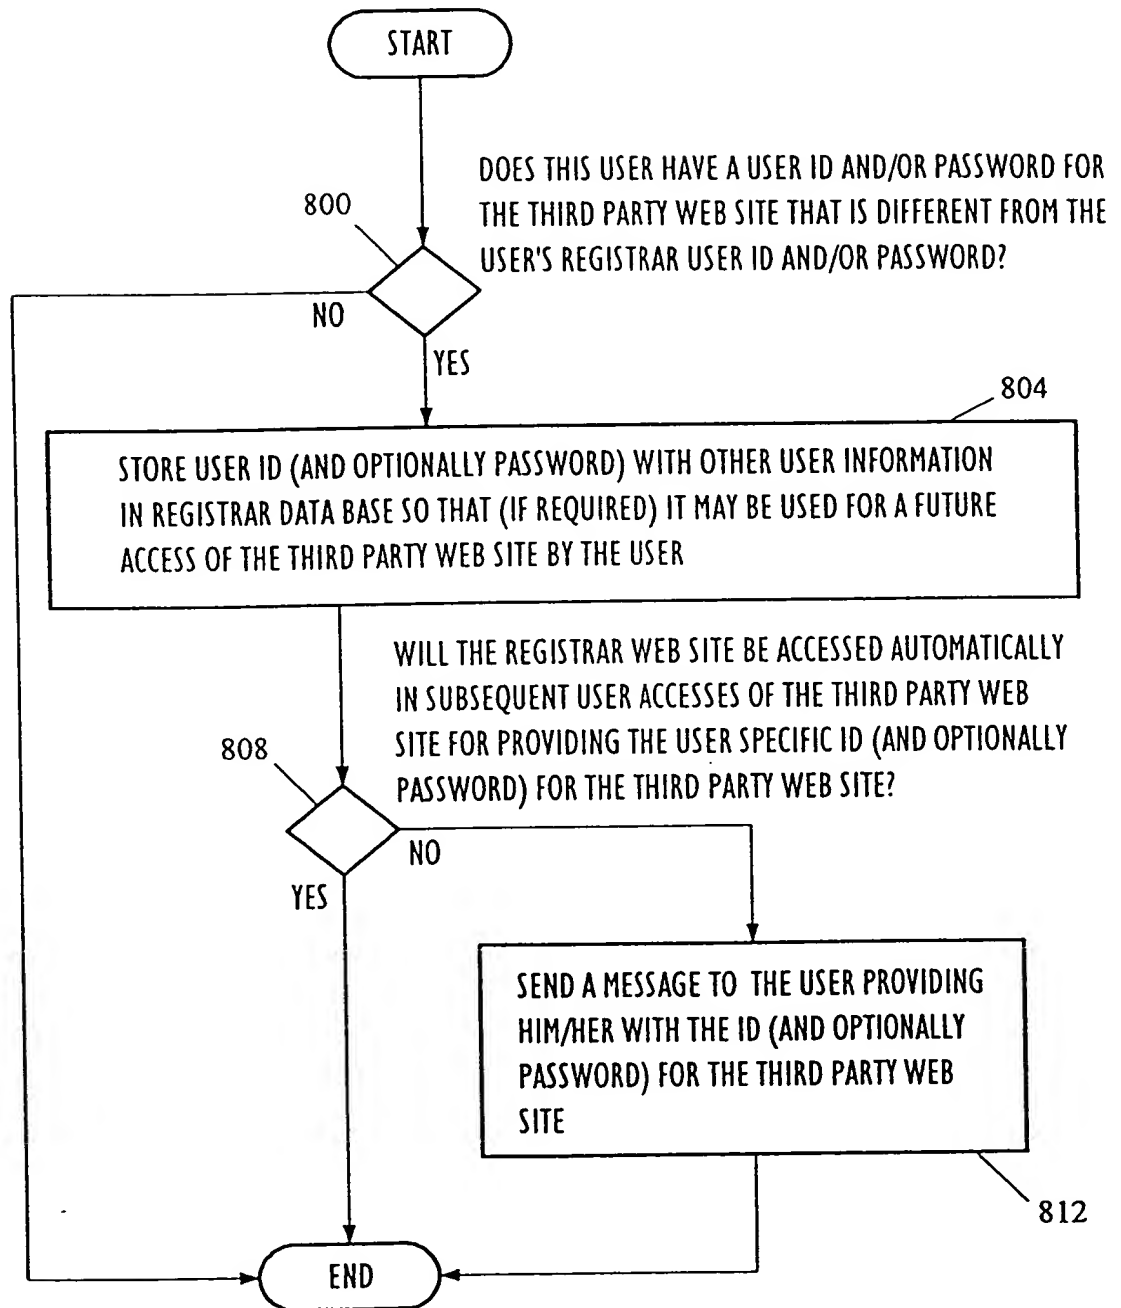 START
DOES THIS USER HAVE A USER ID AND/OR PASSWORD FOR
THE THIRD PARTY WEB SITE THAT IS DIFFERENT FROM THE
USER'S REGISTRAR USER ID AND/OR PASSWORD?
800
NO
YES
804
STORE USER ID (AND OPTIONALLY PASSWORD) WITH OTHER USER INFORMATION
IN REGISTRAR DATA BASE SO THAT (IF REQUIRED) IT MAY BE USED FOR A FUTURE
ACCESS OF THE THIRD PARTY WEB SITE BY THE USER
WILL THE REGISTRAR WEB SITE BE ACCESSED AUTOMATICALLY
IN SUBSEQUENT USER ACCESSES OF THE THIRD PARTY WEB
SITE FOR PROVIDING THE USER SPECIFIC ID (AND OPTIONALLY
PASSWORD) FOR THE THIRD PARTY WEB SITE?
808
NO
YES
SEND A MESSAGE TO THE USER PROVIDING
HIM/HER WITH THE ID (AND OPTIONALLY
PASSWORD) FOR THE THIRD PARTY WEB
SITE
812
END